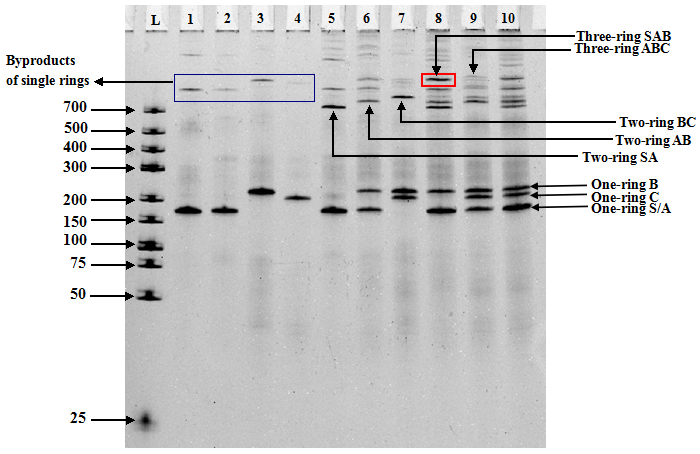 L 1 2 3 4 5 6 7 8 9 10
Three-ring SAB
Three-ring ABC
Byproducts
of single rings
700
500
400
300
200
150
100
75
50
25
Two-ring BC
Two-ring AB
Two-ring SA
One-ring B
One-ring C
One-ring S/A